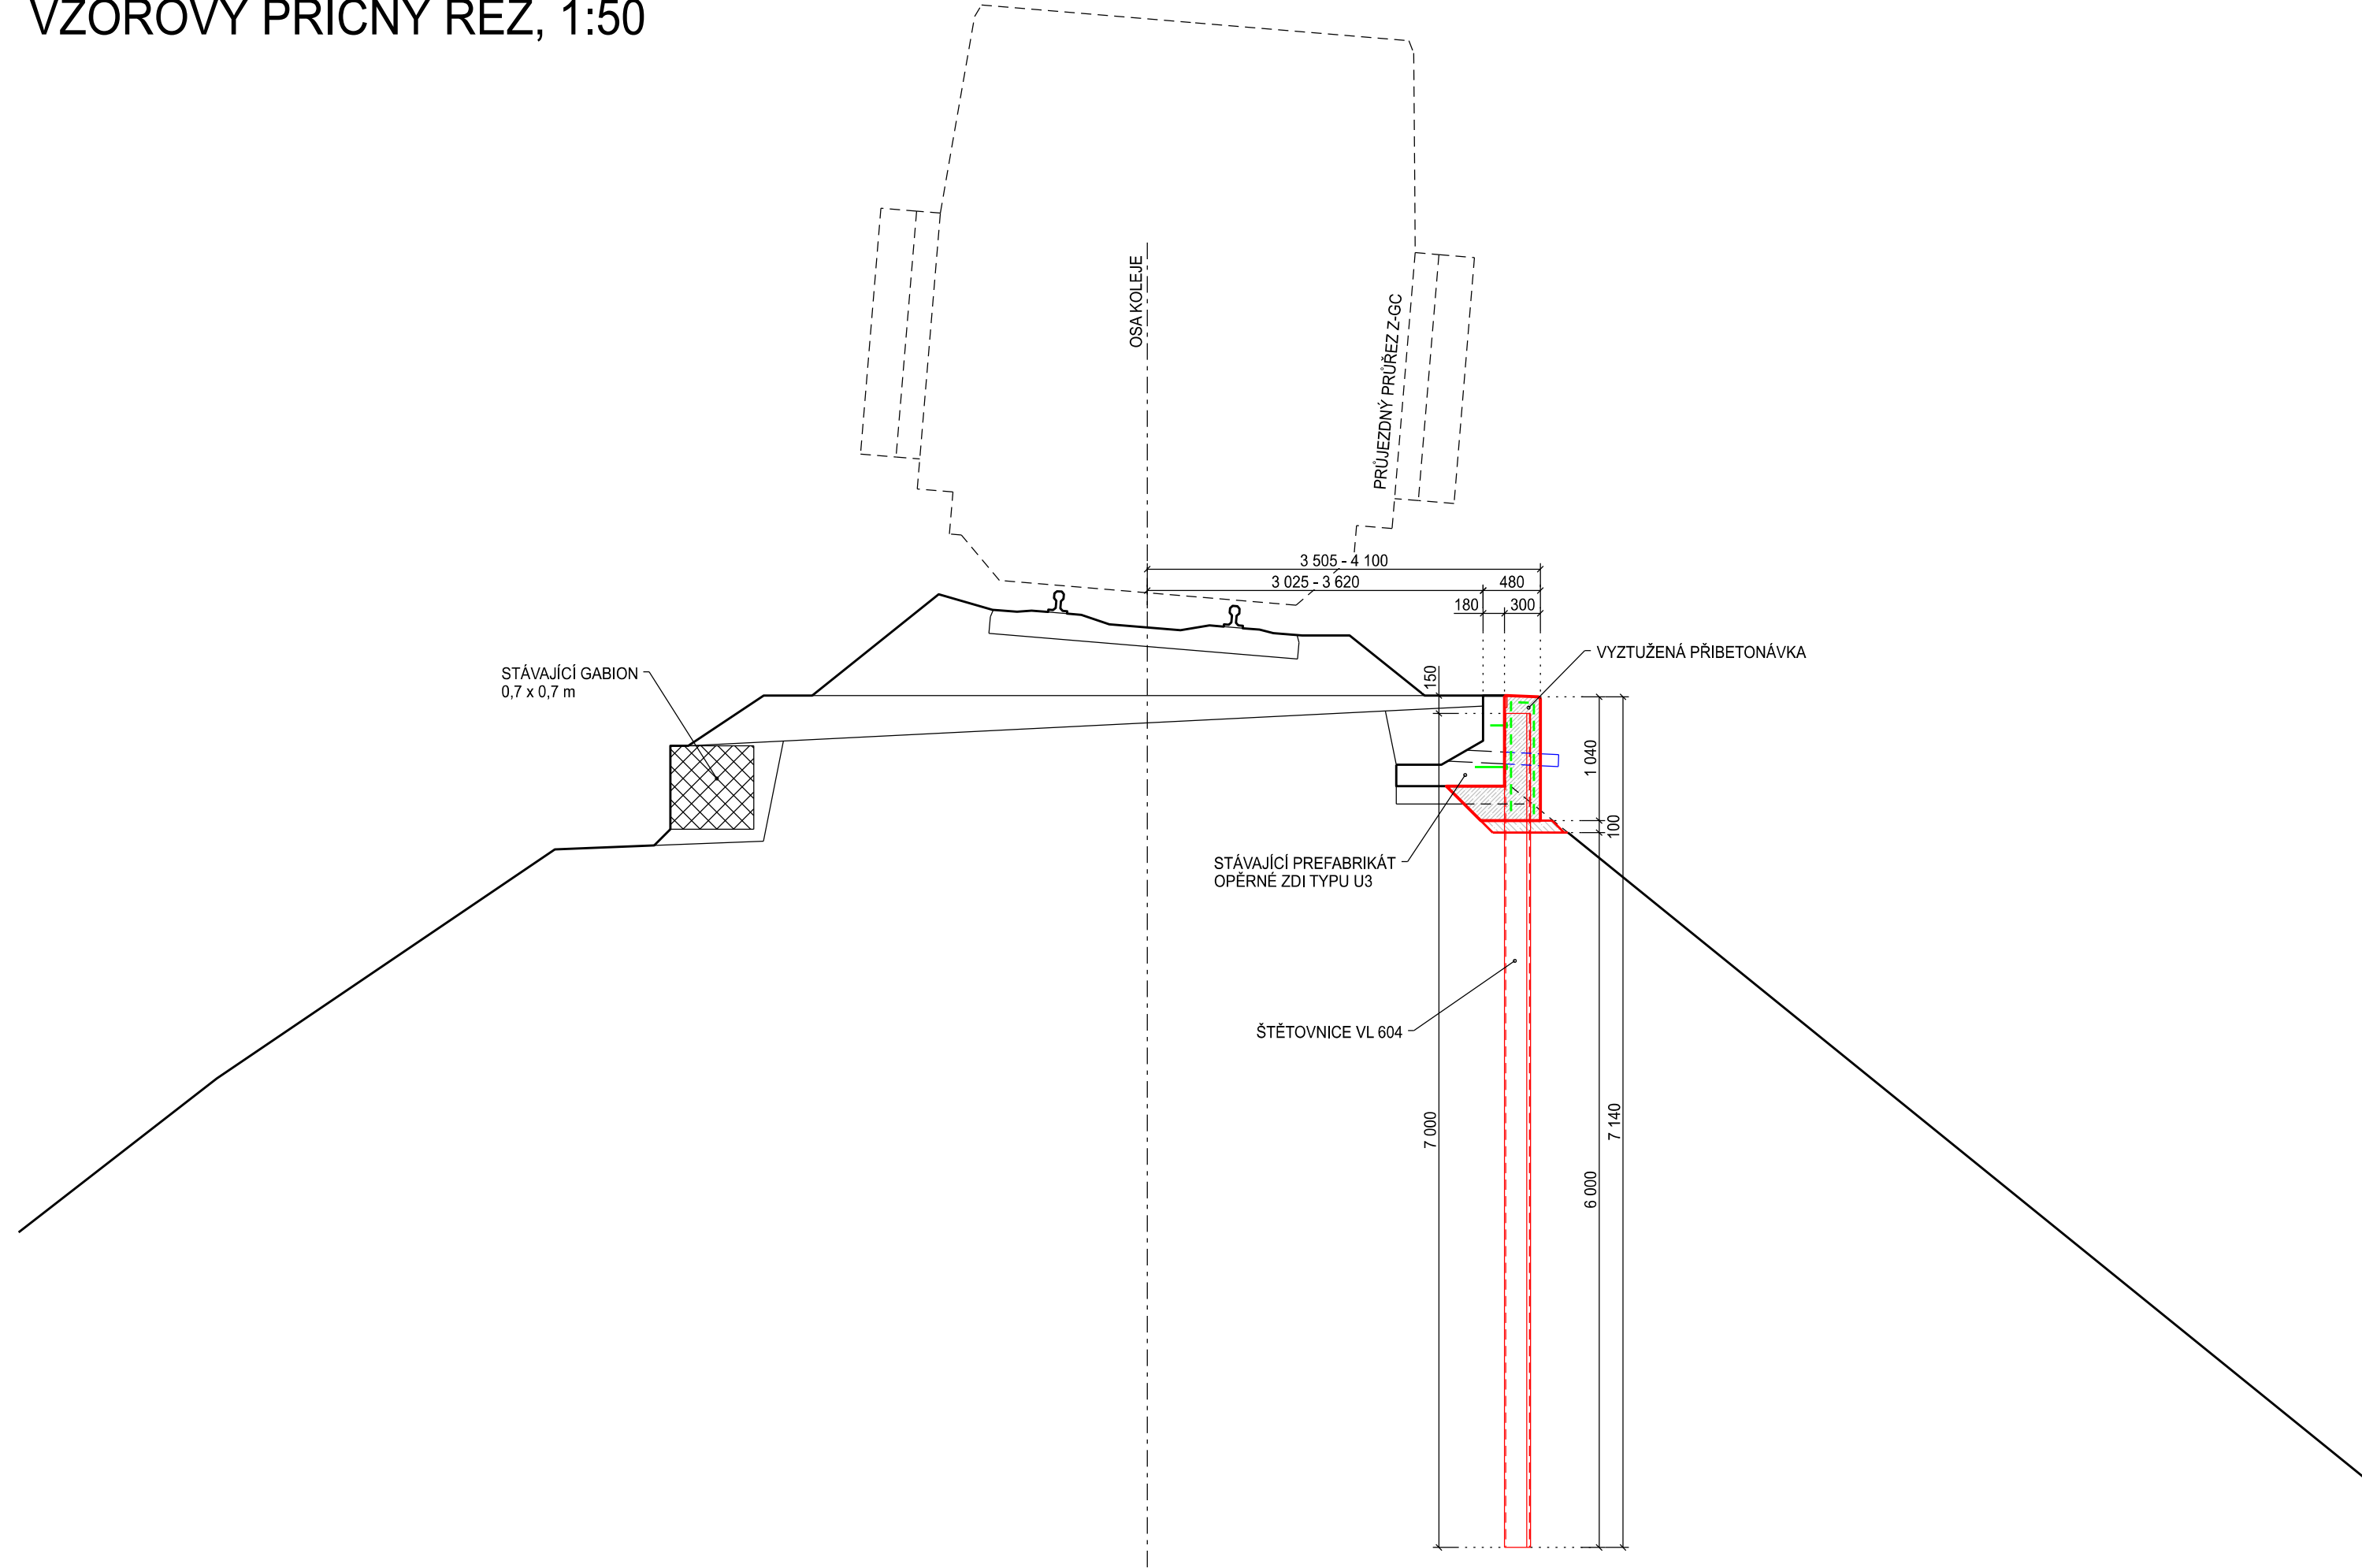 VZOROVÝ PŘÍČNÝ ŘEZ, 1:50
OSA KOLEJE
PRŮJEZDNÝ PRŮŘEZ Z-GC
3 505 - 4 100
3 025 - 3 620
480
180
300
VYZTUŽENÁ PŘIBETONÁVKA
STÁVAJÍCÍ GABION
0,7 x 0,7 m
150
1 040
100
STÁVAJÍCÍ PREFABRIKÁT
OPĚRNÉ ZDI TYPU U3
ŠTĚTOVNICE VL 604
7 000
7 140
6 000